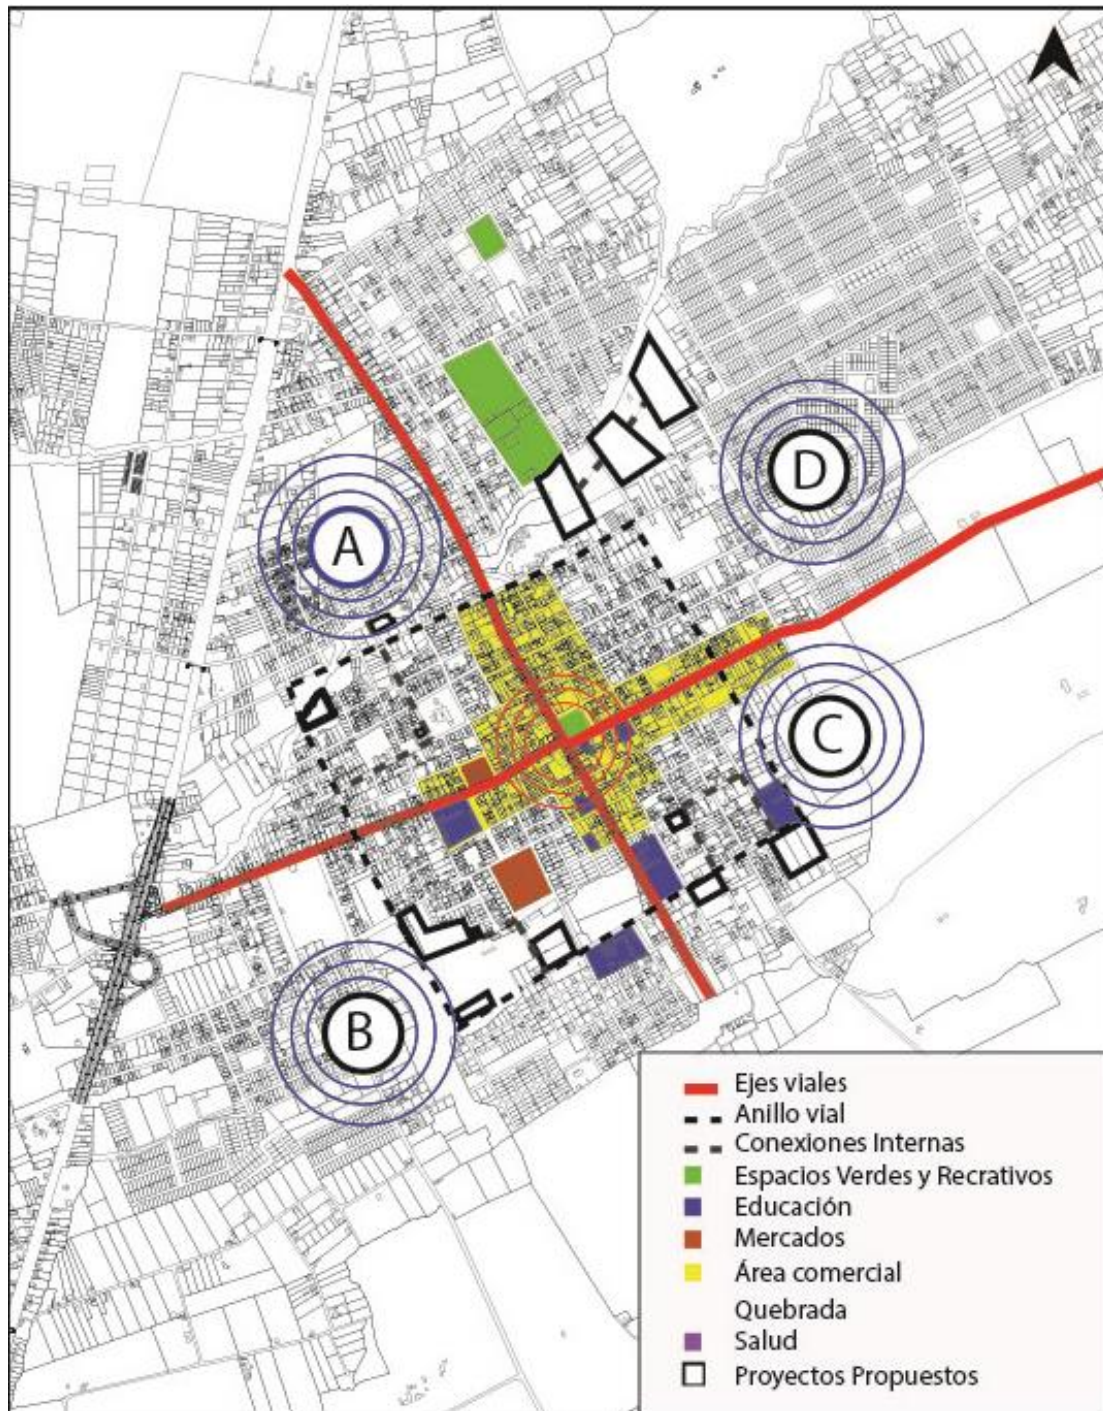 A
D
C
B
Ejes viales
Anillo vial
Conexiones Internas
Espacios Verdes y Recrativos
Educación
Mercados
Área comercial
Quebrada
Salud
Proyectos Propuestos